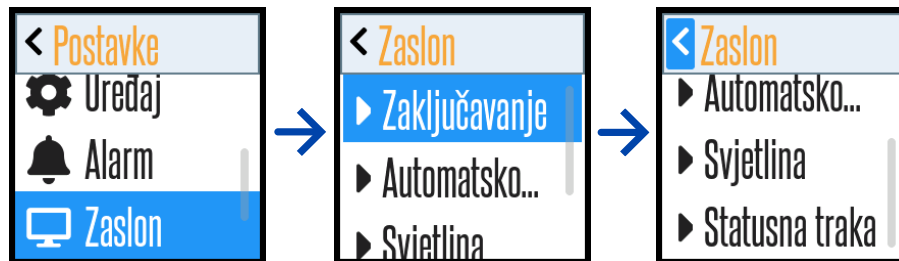 Postavke
Uređaj
Alarm
Zaslon
Zaslon
Zaključavanje
Automatsko...
Svjetlina
Zaslon
Automatsko...
Svjetlina
Statusna traka